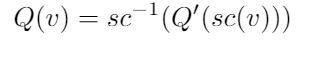 Q(v) = sc⁻¹(Q′(sc(v)))